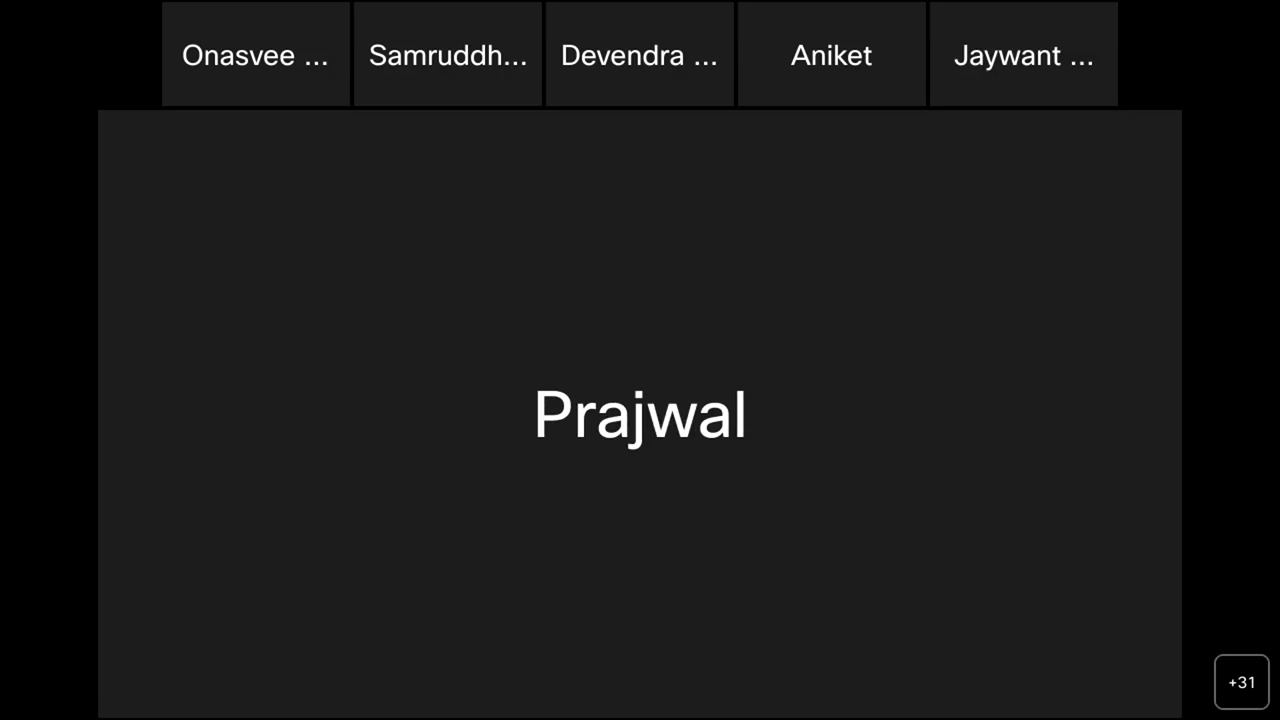 Onasvee ...
Samruddh...
Devendra ...
Aniket
Jaywant ...
Prajwal
+31